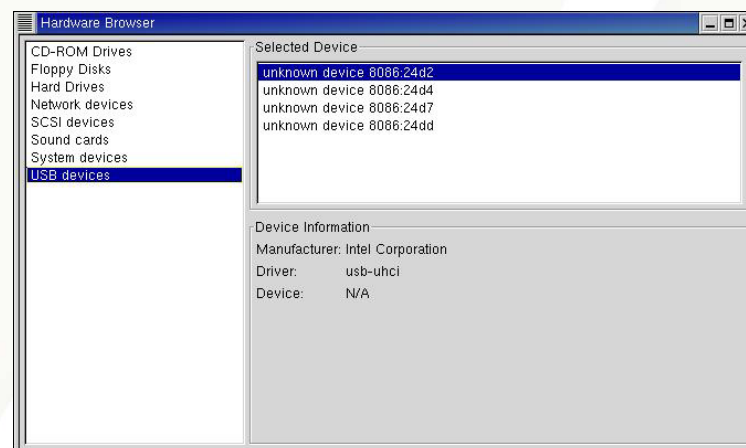 Hardware Browser
CD-ROM Drives
Floppy Disks
Hard Drives
Network devices
SCSI devices
Sound cards
System devices
USB devices
Selected Device
unknown device 8086:24d2
unknown device 8086:24d4
unknown device 8086:24d7
unknown device 8086:24dd
Device Information
Manufacturer: Intel Corporation
Driver: usb-uhci
Device: N/A